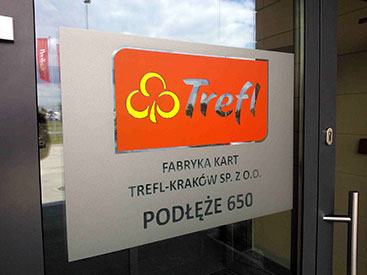 Trefl
FABRYKA KART
TREFL-KRAKÓW SP. Z O.O.
PODŁĘŻE 650